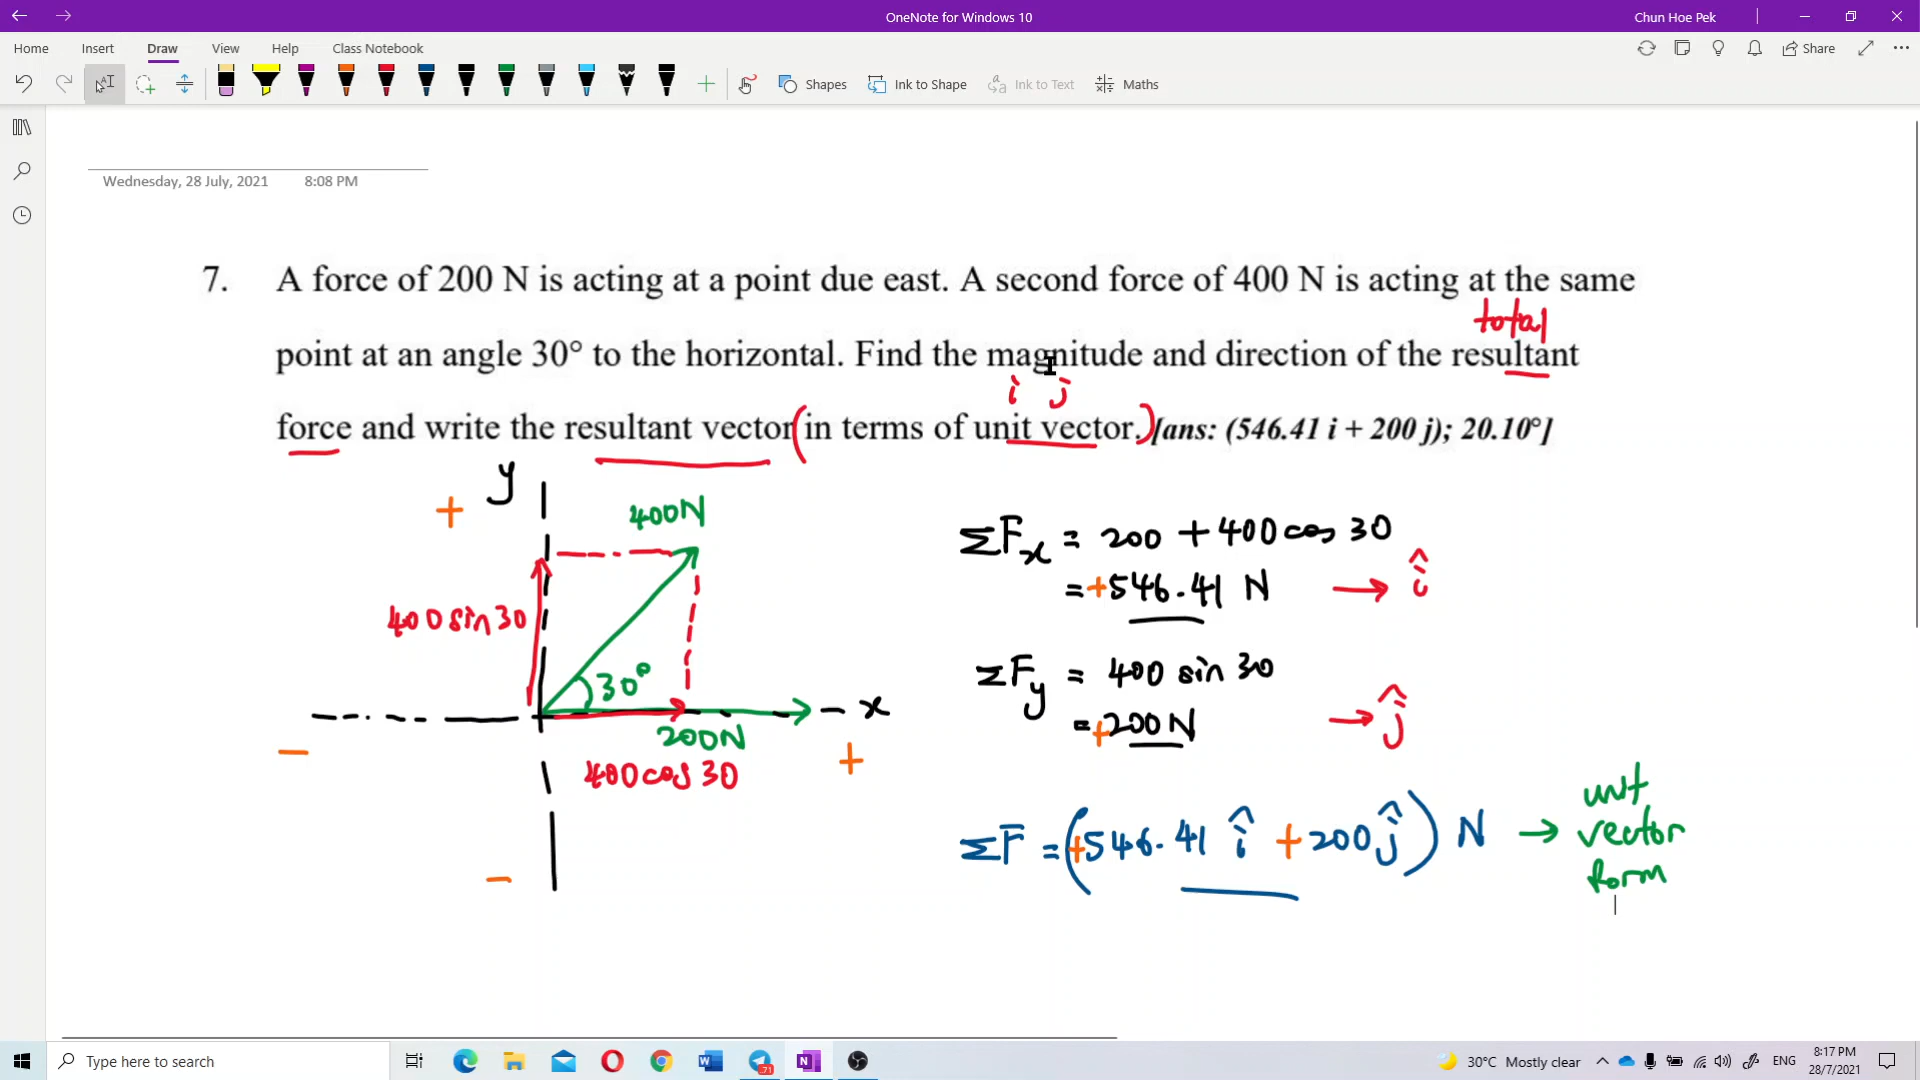 OneNote for Windows 10
Chun Hoe Pek
Home Insert Draw View Help Class Notebook
Share
Shapes Ink to Shape Ink to Text Maths
Wednesday, 28 July, 2021 8:08 PM
7. A force of 200 N is acting at a point due east. A second force of 400 N is acting at the same
total
point at an angle 30° to the horizontal. Find the magnitude and direction of the resultant
i j
force and write the resultant vector (in terms of unit vector.) [ans: (546.41 i + 200 j); 20.10°]
y
+
400N
400 sin 30
30°
x
200N
400 cos 30
−
+
−
ΣFx = 200 + 400 cos 30
= +546.41 N → î
ΣFy = 400 sin 30
= +200N → ĵ
ΣF̄ = (+546.41 î + 200ĵ) N → unit
vector
form
Type here to search
71
30°C Mostly clear
ENG
8:17 PM
28/7/2021